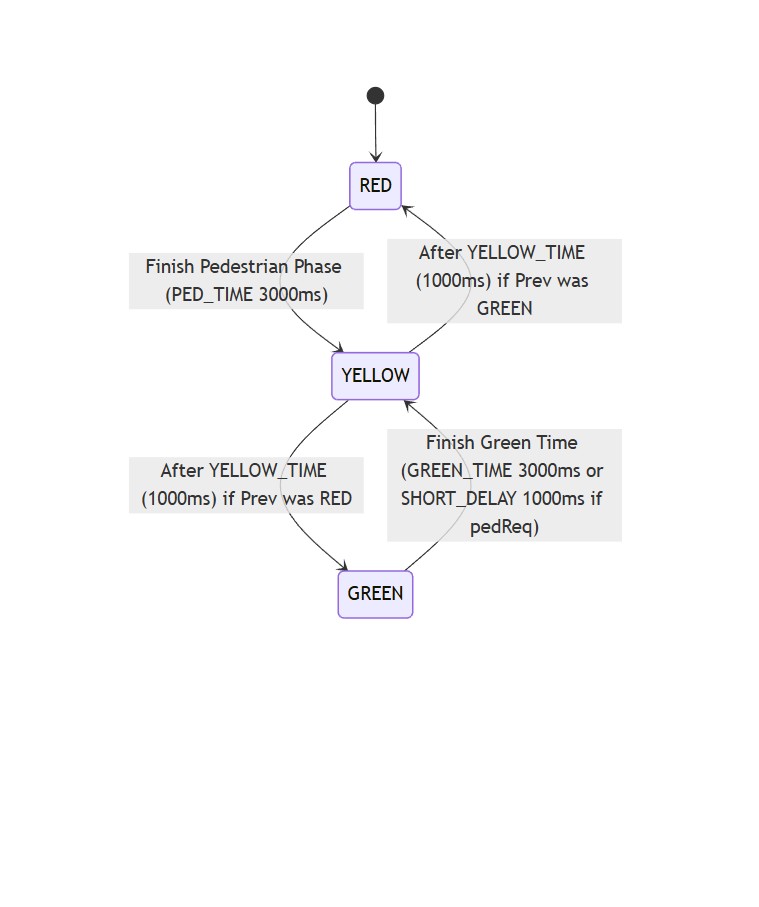 RED
Finish Pedestrian Phase
(PED_TIME 3000ms)
After YELLOW_TIME
(1000ms) if Prev was
GREEN
YELLOW
After YELLOW_TIME
(1000ms) if Prev was RED
Finish Green Time
(GREEN_TIME 3000ms or
SHORT_DELAY 1000ms if
pedReq)
GREEN